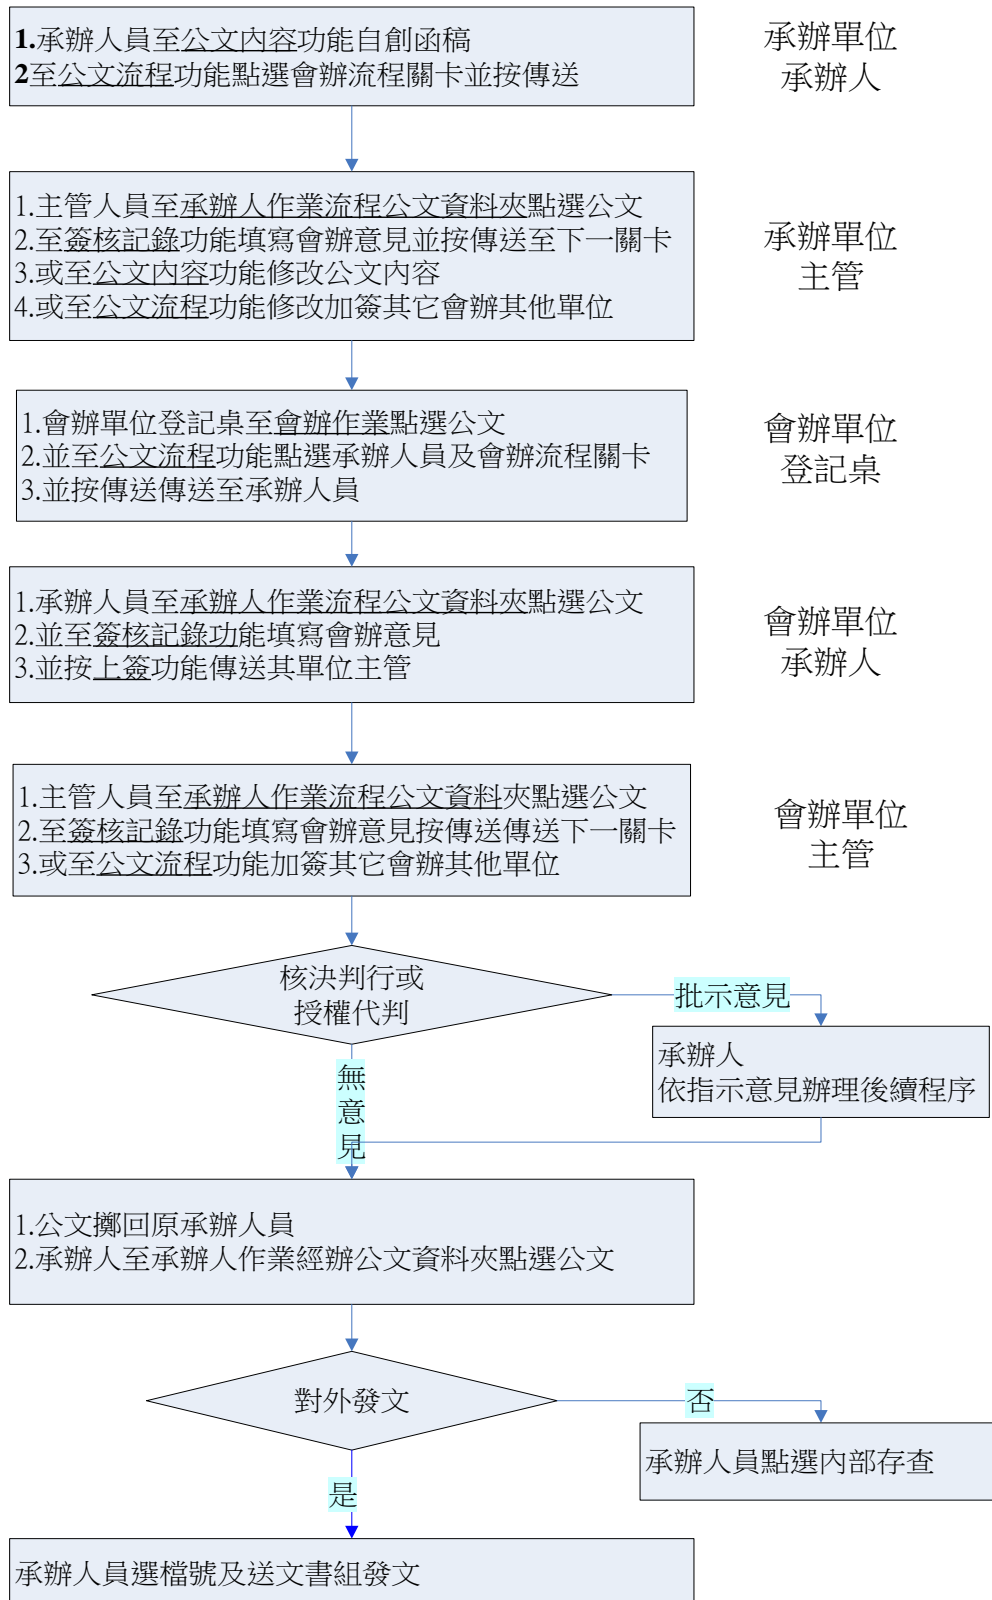 1.承辦人員至公文內容功能自創函稿
2至公文流程功能點選會辦流程關卡並按傳送
承辦單位
承辦人
1.主管人員至承辦人作業流程公文資料夾點選公文
2.至簽核記錄功能填寫會辦意見並按傳送至下一關卡
3.或至公文內容功能修改公文內容
4.或至公文流程功能修改加簽其它會辦其他單位
承辦單位
主管
1.會辦單位登記桌至會辦作業點選公文
2.並至公文流程功能點選承辦人員及會辦流程關卡
3.並按傳送傳送至承辦人員
會辦單位
登記桌
1.承辦人員至承辦人作業流程公文資料夾點選公文
2.並至簽核記錄功能填寫會辦意見
3.並按上簽功能傳送其單位主管
會辦單位
承辦人
1.主管人員至承辦人作業流程公文資料夾點選公文
2.至簽核記錄功能填寫會辦意見按傳送傳送下一關卡
3.或至公文流程功能加簽其它會辦其他單位
會辦單位
主管
核決判行或
授權代判
批示意見
承辦人
依指示意見辦理後續程序
無意見
1.公文擲回原承辦人員
2.承辦人至承辦人作業經辦公文資料夾點選公文
對外發文
否
承辦人員點選內部存查
是
承辦人員選檔號及送文書組發文